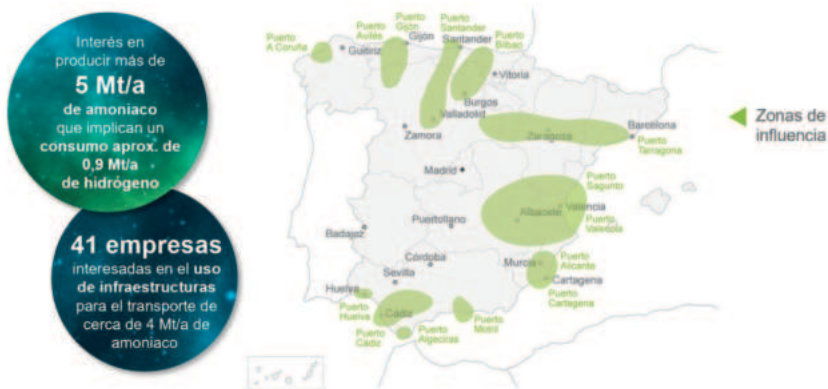 Interés en
producir más de
5 Mt/a
de amoniaco
que implican un
consumo aprox. de
0,9 Mt/a
de hidrógeno
41 empresas
interesadas en el uso
de infraestructuras
para el transporte de
cerca de 4 Mt/a de
amoniaco
Puerto
A Coruña
Guitiriz
Puerto
Avilés
Puerto
Gijón
Gijón
Puerto
Santander
Santander
Puerto
Bilbao
Vitoria
Burgos
Valladolid
Zamora
Zaragoza
Barcelona
Puerto
Tarragona
Madrid
Puerto
Sagunto
Valencia
Albacete
Puerto
Valencia
Puertollano
Badajoz
Córdoba
Sevilla
Murcia
Puerto
Alicante
Cartagena
Puerto
Cartagena
Huelva
Puerto
Huelva
Cádiz
Puerto
Cádiz
Puerto
Algeciras
Puerto
Motril
Zonas de
influencia